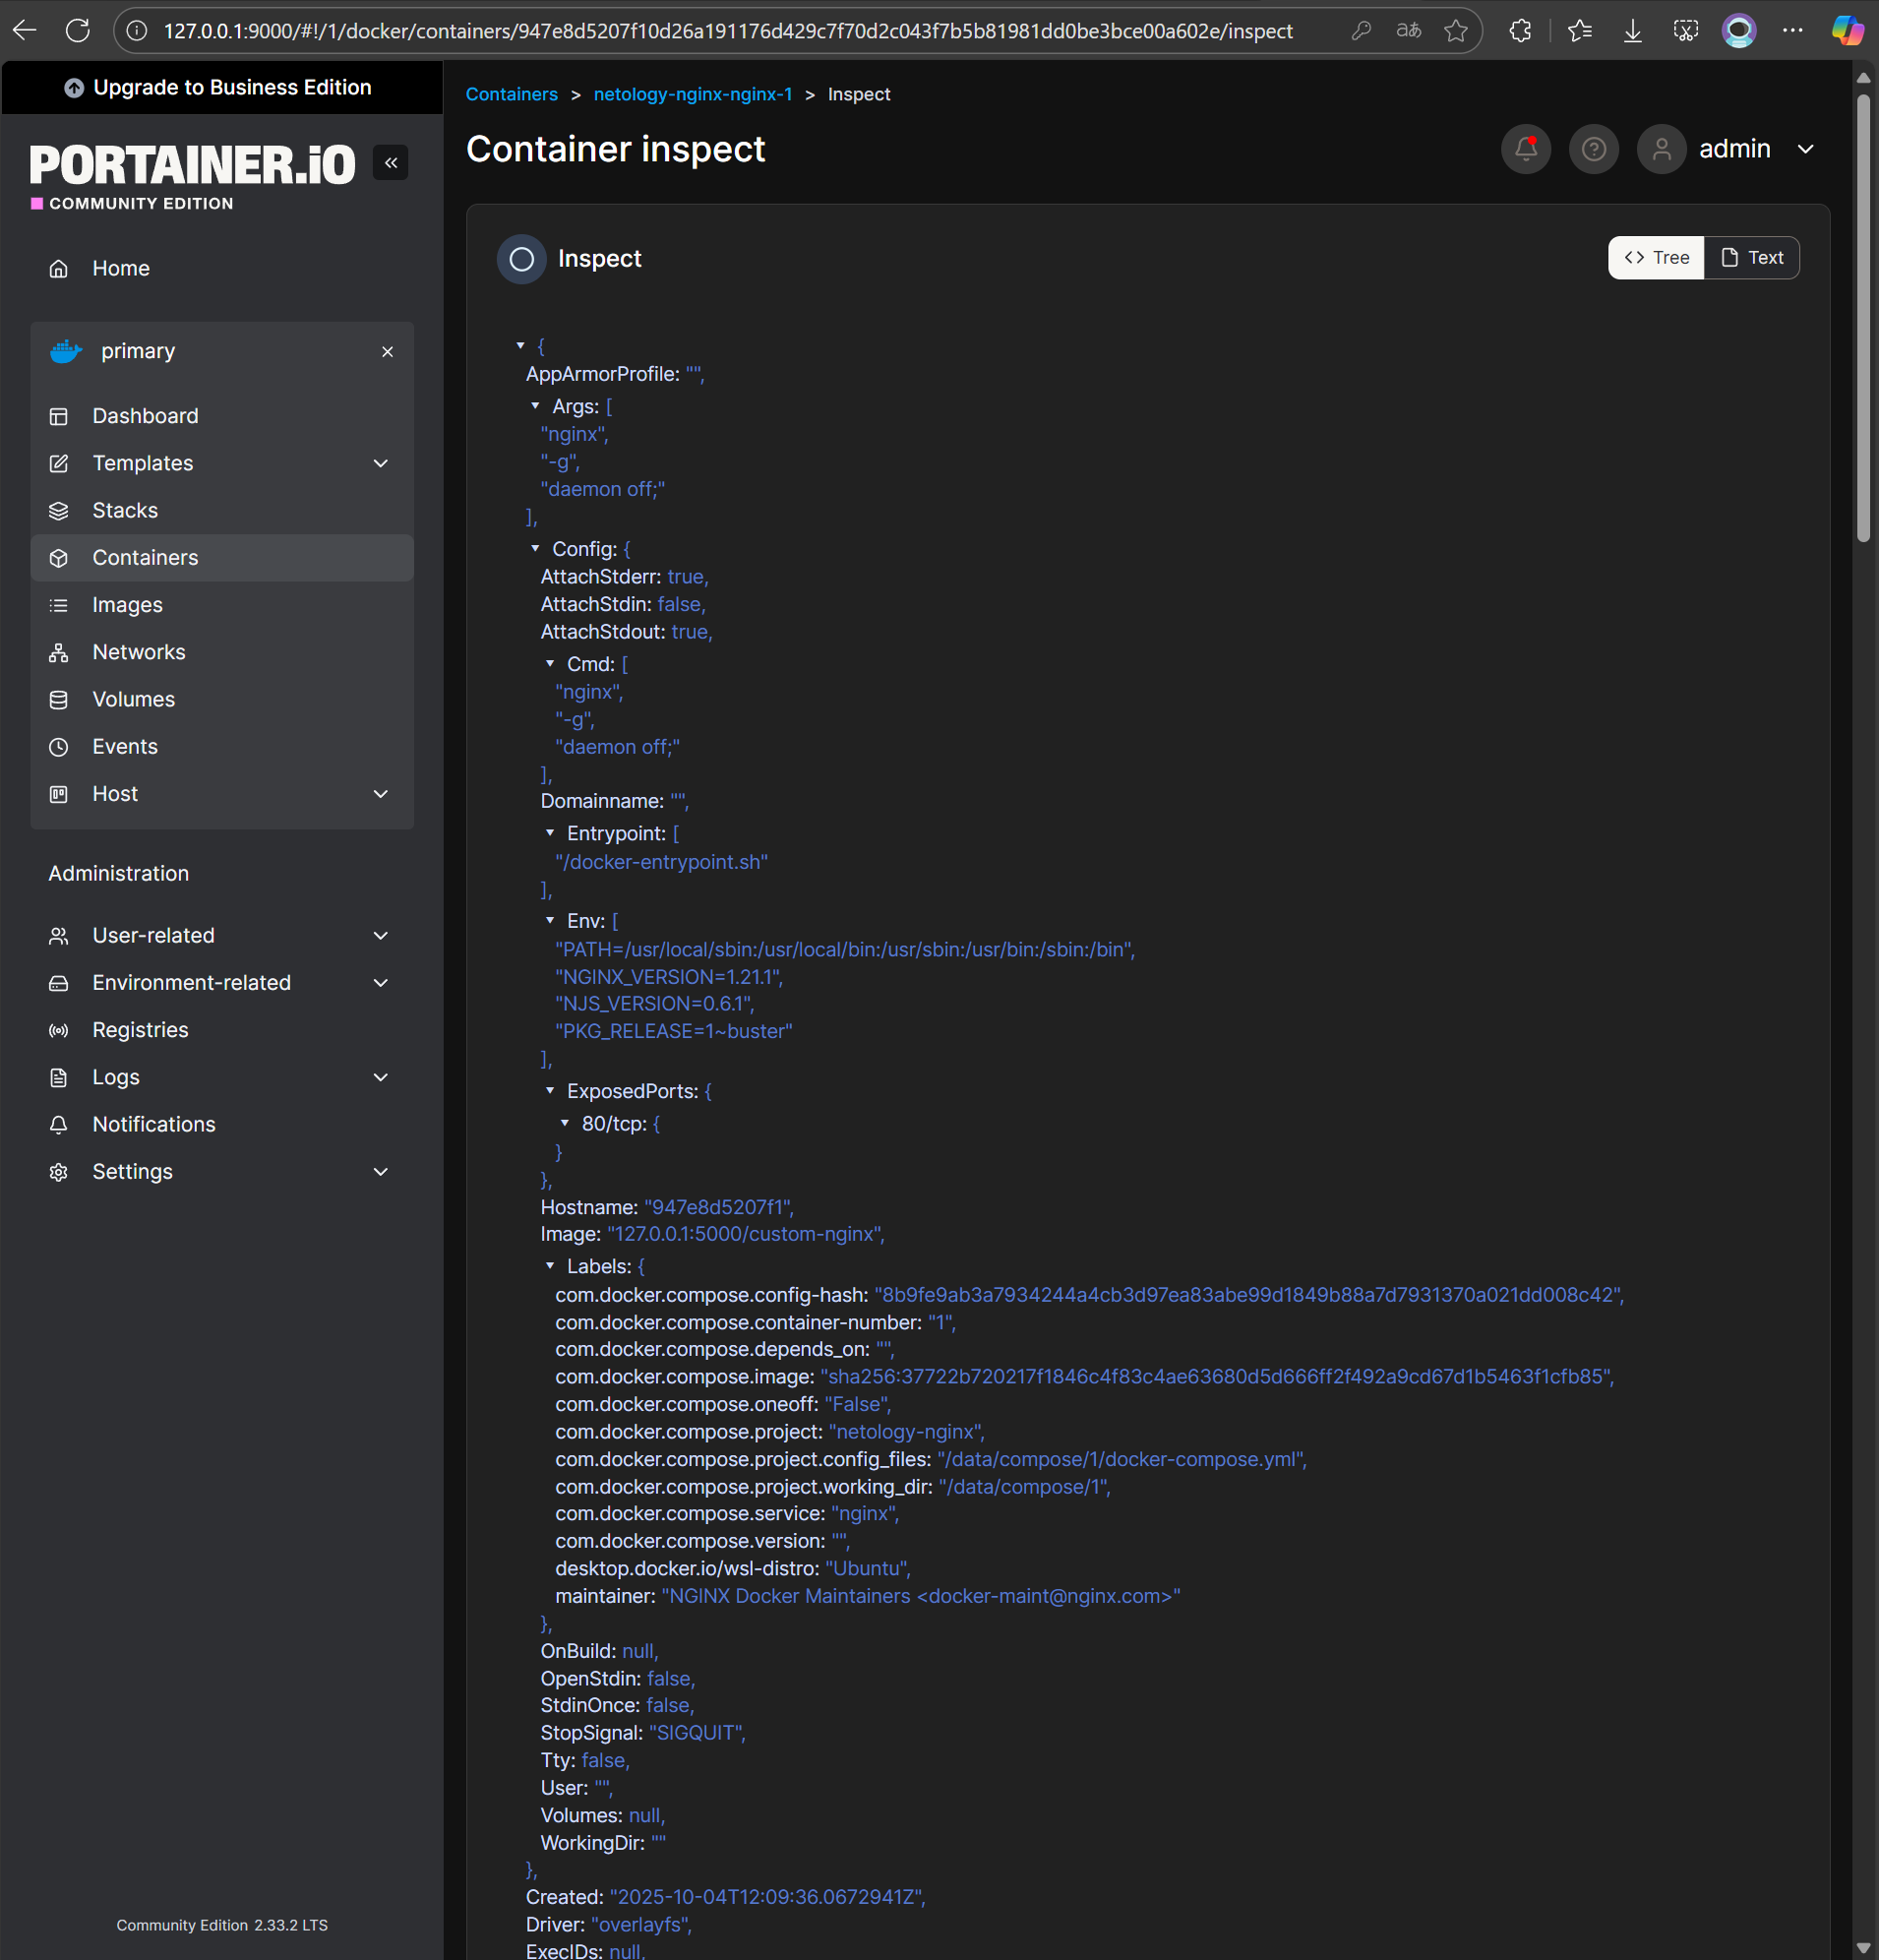 127.0.0.1:9000/#!/1/docker/containers/947e8d5207f10d26a191176d429c7f70d2c043f7b5b81981dd0be3bce00a602e/inspect
Upgrade to Business Edition
PORTAINER.iO
COMMUNITY EDITION
Home
primary
Dashboard
Templates
Stacks
Containers
Images
Networks
Volumes
Events
Host
Administration
User-related
Environment-related
Registries
Logs
Notifications
Settings
Community Edition 2.33.2 LTS
Containers > netology-nginx-nginx-1 > Inspect
Container inspect
admin
Inspect
Tree
Text
{
AppArmorProfile: "",
Args: [
"nginx",
"-g",
"daemon off;"
],
Config: {
AttachStderr: true,
AttachStdin: false,
AttachStdout: true,
Cmd: [
"nginx",
"-g",
"daemon off;"
],
Domainname: "",
Entrypoint: [
"/docker-entrypoint.sh"
],
Env: [
"PATH=/usr/local/sbin:/usr/local/bin:/usr/sbin:/usr/bin:/sbin:/bin",
"NGINX_VERSION=1.21.1",
"NJS_VERSION=0.6.1",
"PKG_RELEASE=1~buster"
],
ExposedPorts: {
80/tcp: {
}
},
Hostname: "947e8d5207f1",
Image: "127.0.0.1:5000/custom-nginx",
Labels: {
com.docker.compose.config-hash: "8b9fe9ab3a7934244a4cb3d97ea83abe99d1849b88a7d7931370a021dd008c42",
com.docker.compose.container-number: "1",
com.docker.compose.depends_on: "",
com.docker.compose.image: "sha256:37722b720217f1846c4f83c4ae63680d5d666ff2f492a9cd67d1b5463f1cfb85",
com.docker.compose.oneoff: "False",
com.docker.compose.project: "netology-nginx",
com.docker.compose.project.config_files: "/data/compose/1/docker-compose.yml",
com.docker.compose.project.working_dir: "/data/compose/1",
com.docker.compose.service: "nginx",
com.docker.compose.version: "",
desktop.docker.io/wsl-distro: "Ubuntu",
maintainer: "NGINX Docker Maintainers <docker-maint@nginx.com>"
},
OnBuild: null,
OpenStdin: false,
StdinOnce: false,
StopSignal: "SIGQUIT",
Tty: false,
User: "",
Volumes: null,
WorkingDir: ""
},
Created: "2025-10-04T12:09:36.0672941Z",
Driver: "overlayfs",
ExecIDs: null,